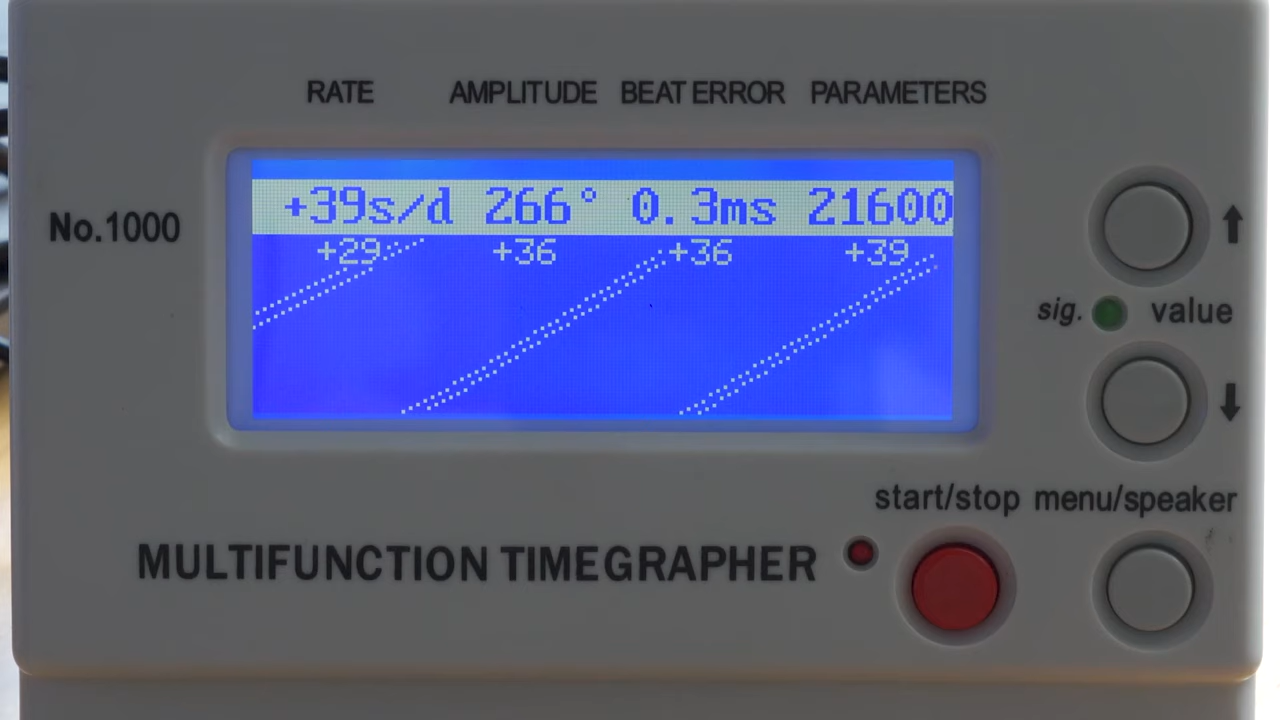 RATE AMPLITUDE BEAT ERROR PARAMETERS
+39s/d 266° 0.3ms 21600
+29 +36 +36 +39
No.1000
sig. value
start/stop menu/speaker
MULTIFUNCTION TIMEGRAPHER